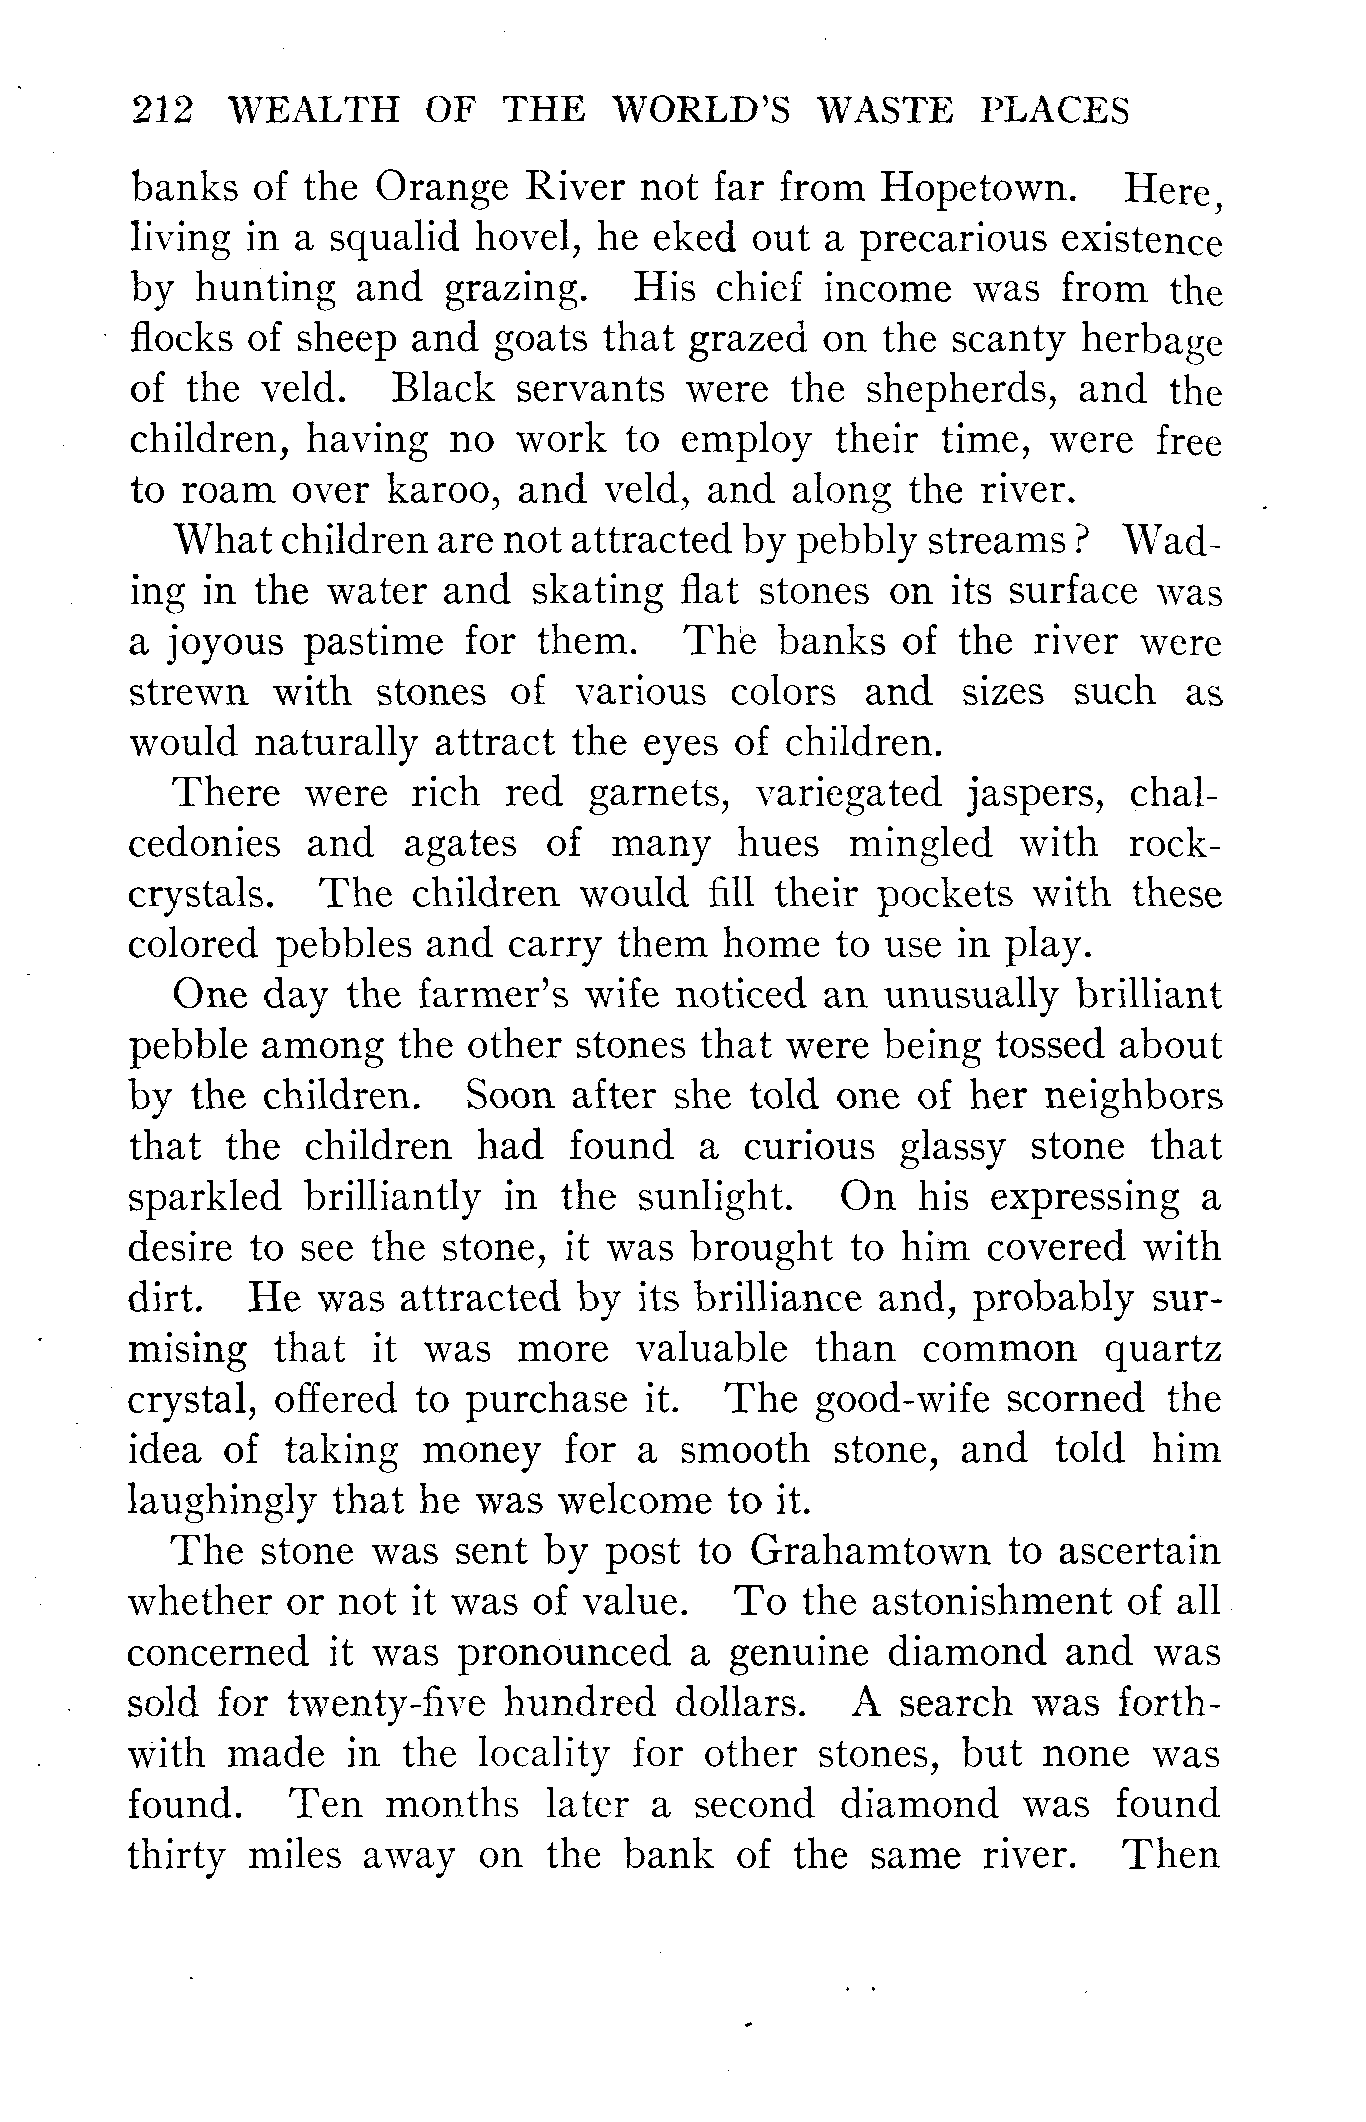 212 WEALTH OF THE WORLD'S WASTE PLACES
banks of the Orange River not far from Hopetown. Here,
living in a squalid hovel, he eked out a precarious existence
by hunting and grazing. His chief income was from the
flocks of sheep and goats that grazed on the scanty herbage
of the veld. Black servants were the shepherds, and the
children, having no work to employ their time, were free
to roam over karoo, and veld, and along the river.
What children are not attracted by pebbly streams? Wad-
ing in the water and skating flat stones on its surface was
a joyous pastime for them. The banks of the river were
strewn with stones of various colors and sizes such as
would naturally attract the eyes of children.
There were rich red garnets, variegated jaspers, chal-
cedonies and agates of many hues mingled with rock-
crystals. The children would fill their pockets with these
colored pebbles and carry them home to use in play.
One day the farmer's wife noticed an unusually brilliant
pebble among the other stones that were being tossed about
by the children. Soon after she told one of her neighbors
that the children had found a curious glassy stone that
sparkled brilliantly in the sunlight. On his expressing a
desire to see the stone, it was brought to him covered with
dirt. He was attracted by its brilliance and, probably sur-
mising that it was more valuable than common quartz
crystal, offered to purchase it. The good-wife scorned the
idea of taking money for a smooth stone, and told him
laughingly that he was welcome to it.
The stone was sent by post to Grahamtown to ascertain
whether or not it was of value. To the astonishment of all
concerned it was pronounced a genuine diamond and was
sold for twenty-five hundred dollars. A search was forth-
with made in the locality for other stones, but none was
found. Ten months later a second diamond was found
thirty miles away on the bank of the same river. Then